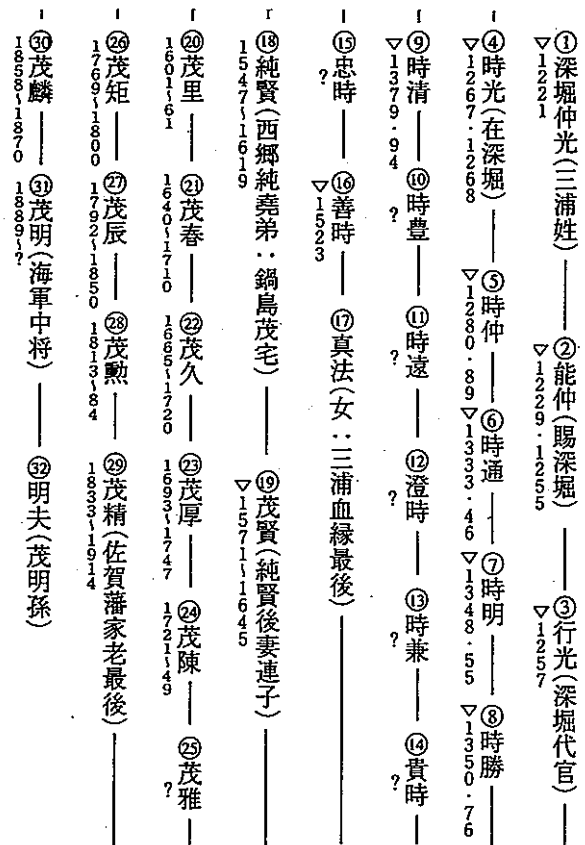 ①深堀仲光(三浦姓)――②能仲(賜深堀)――③行光(深堀代官)――
▽1221 ▽1229・1255 ▽1257
④時光(在深堀)――⑤時仲――⑥時通――⑦時明――⑧時勝――
▽1267・1268 ▽1280・89 ▽1333・46 ▽1348・55 ▽1350・76
⑨時清――⑩時豊――⑪時遠――⑫澄時――⑬時兼――⑭貴時――
▽1379・94 ? ? ? ? ?
⑮忠時――⑯善時――⑰真法(女:三浦血縁最後)――
? ▽1523
⑱純賢(西郷純堯弟:鍋島茂宅)――⑲茂賢(純賢後妻連子)――
1547~1619 ▽1571~1645
⑳茂里――㉑茂春――㉒茂久――㉓茂厚――㉔茂陳――㉕茂雅――
1601~61 1640~1710 1665~1720 1693~1747 1721~49 ?
㉖茂矩――㉗茂辰――㉘茂勲――㉙茂精(佐賀藩家老最後)――
1769~1800 1792~1850 1813~84 1833~1914
㉚茂麟――㉛茂明(海軍中将)――㉜明夫(茂明孫)
1858~1870 1889~?